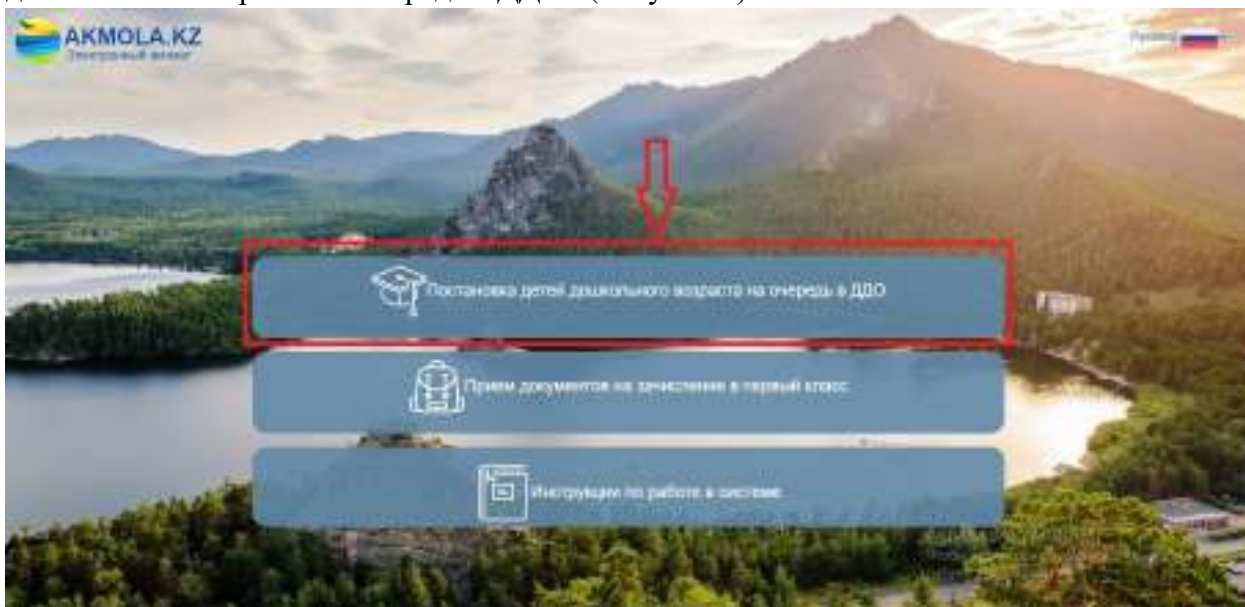 AKMOLA.KZ
Постановка детей дошкольного возраста на очередь в ДДО
Прием документов на зачисление в первый класс
Инструкции по работе в системе